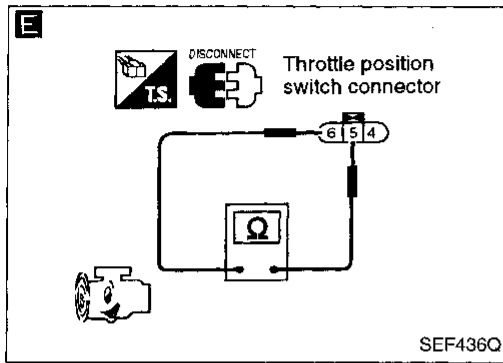 E
T.S.
DISCONNECT
Throttle position
switch connector
6 5 4
Ω
SEF436Q